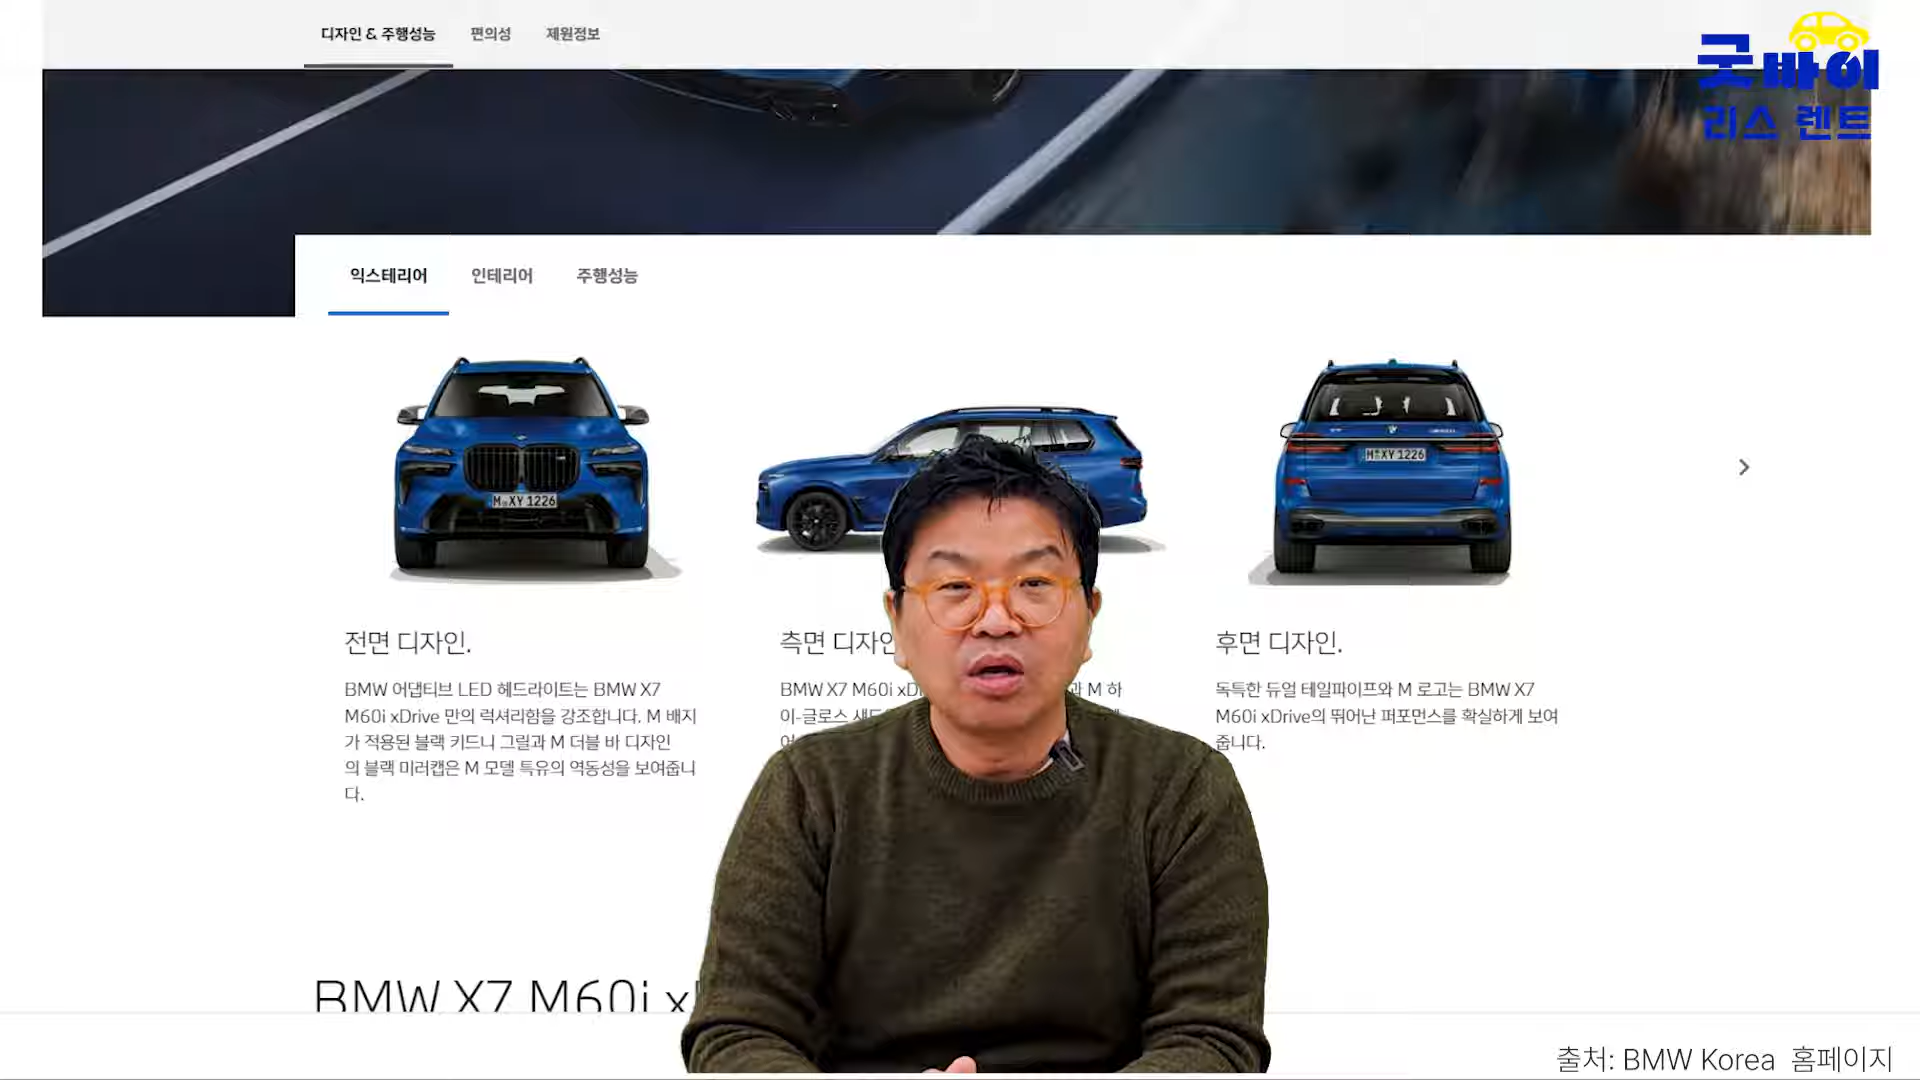 디자인 & 주행성능 편의성 제원정보
굿바이
리스 렌트
익스테리어 인테리어 주행성능
M XY 1226
M XY 1226
전면 디자인.
BMW 어댑티브 LED 헤드라이트는 BMW X7
M60i xDrive 만의 럭셔리함을 강조합니다. M 배지
가 적용된 블랙 키드니 그릴과 M 더블 바 디자인
의 블랙 미러캡은 M 모델 특유의 역동성을 보여줍니
다.
측면 디자인
BMW X7 M60i 과 M 하
이-글로스
어
후면 디자인.
독특한 듀얼 테일파이프와 M 로고는 BMW X7
M60i xDrive의 뛰어난 퍼포먼스를 확실하게 보여
줍니다.
BMW X7 M60i
출처: BMW Korea 홈페이지